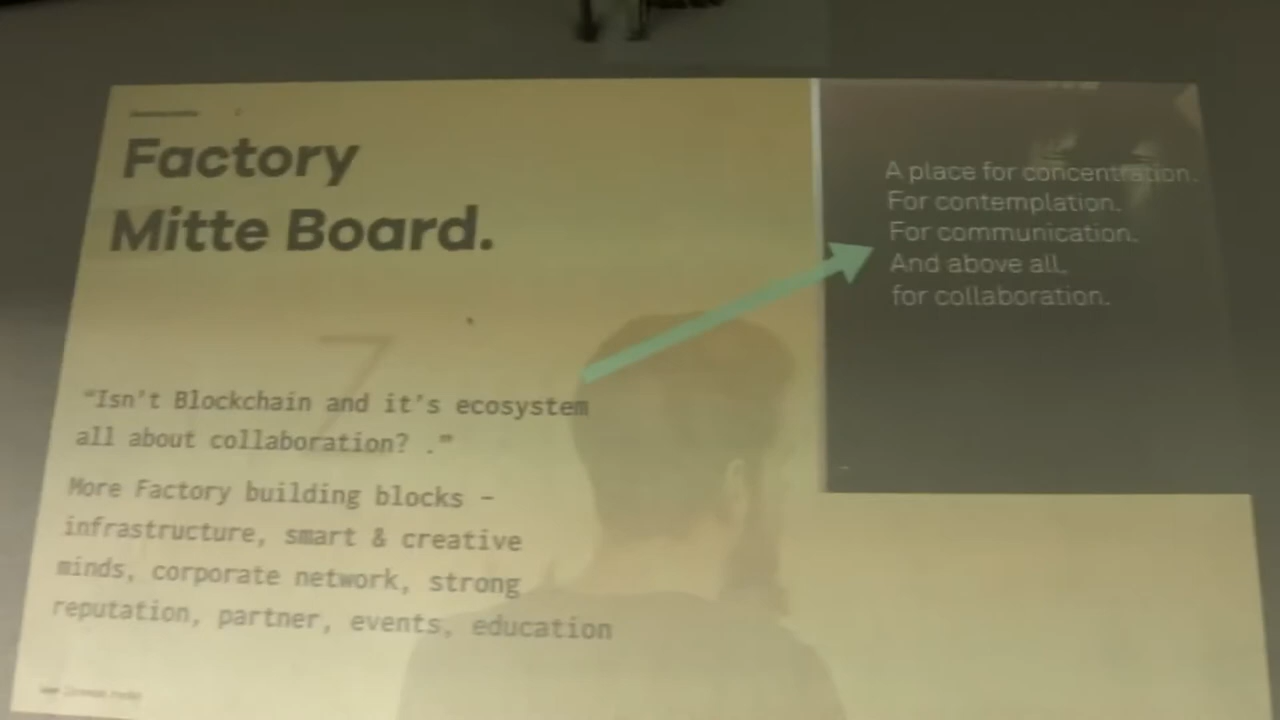 Factory
Mitte Board.
"Isn't Blockchain and it's ecosystem
all about collaboration? ."
More Factory building blocks –
infrastructure, smart & creative
minds, corporate network, strong
reputation, partner, events, education
A place for concentration.
For contemplation.
For communication.
And above all,
for collaboration.